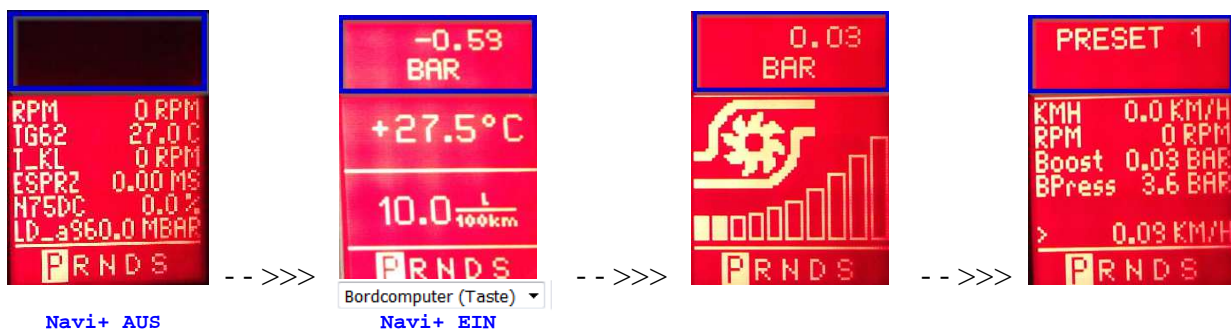 RPM 0 RPM
TG62 27.0 C
T_KL 0 RPM
ESPRZ 0.00 MS
N75DC 0.0 %
LD_a960.0 MBAR
PRNDS
Navi+ AUS
-->>>
-0.59
BAR
+27.5°C
10.0 L/100km
PRNDS
Bordcomputer (Taste)
Navi+ EIN
-->>>
0.03
BAR
PRNDS
-->>>
PRESET 1
KMH 0.0 KM/H
RPM 0 RPM
Boost 0.03 BAR
BPress 3.6 BAR
> 0.09 KM/H
PRNDS